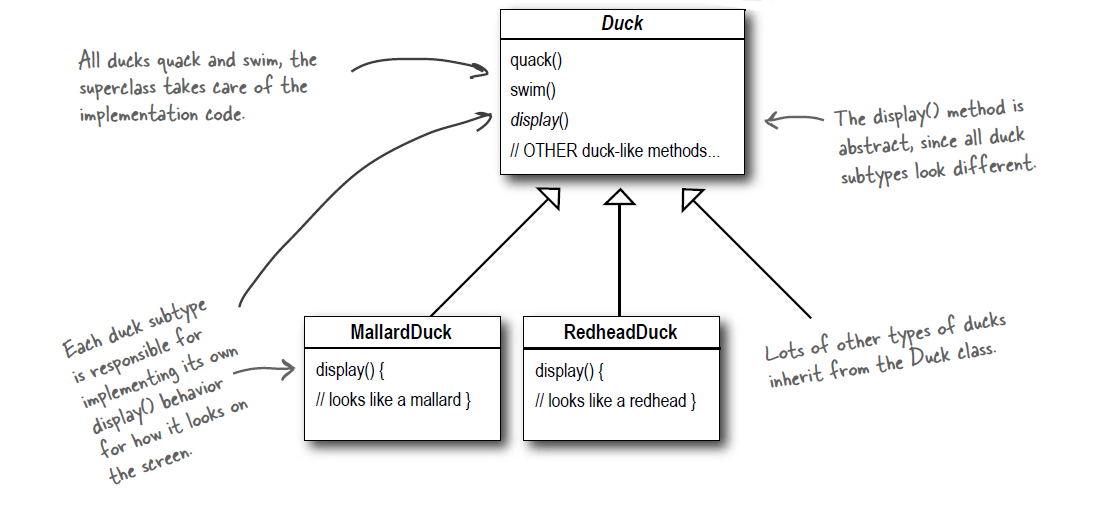 Duck
quack()
swim()
display()
// OTHER duck-like methods...
All ducks quack and swim, the
superclass takes care of the
implementation code.
The display() method is
abstract, since all duck
subtypes look different.
Each duck subtype
is responsible for
implementing its own
display() behavior
for how it looks on
the screen.
MallardDuck
display() {
// looks like a mallard }
RedheadDuck
display() {
// looks like a redhead }
Lots of other types of ducks
inherit from the Duck class.